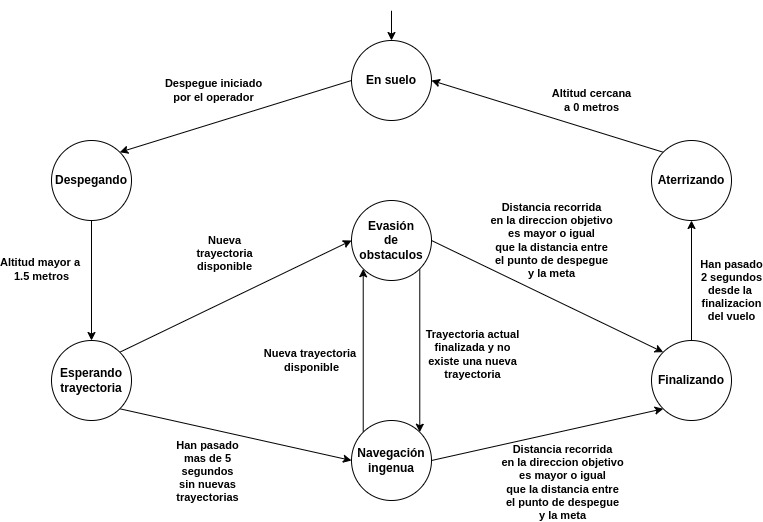 En suelo
Despegue iniciado
por el operador
Altitud cercana
a 0 metros
Despegando
Aterrizando
Evasión
de
obstaculos
Distancia recorrida
en la direccion objetivo
es mayor o igual
que la distancia entre
el punto de despegue
y la meta
Nueva
trayectoria
disponible
Altitud mayor a
1.5 metros
Han pasado
2 segundos
desde la
finalizacion
del vuelo
Nueva trayectoria
disponible
Trayectoria actual
finalizada y no
existe una nueva
trayectoria
Esperando
trayectoria
Finalizando
Han pasado
mas de 5
segundos
sin nuevas
trayectorias
Navegación
ingenua
Distancia recorrida
en la direccion objetivo
es mayor o igual
que la distancia entre
el punto de despegue
y la meta